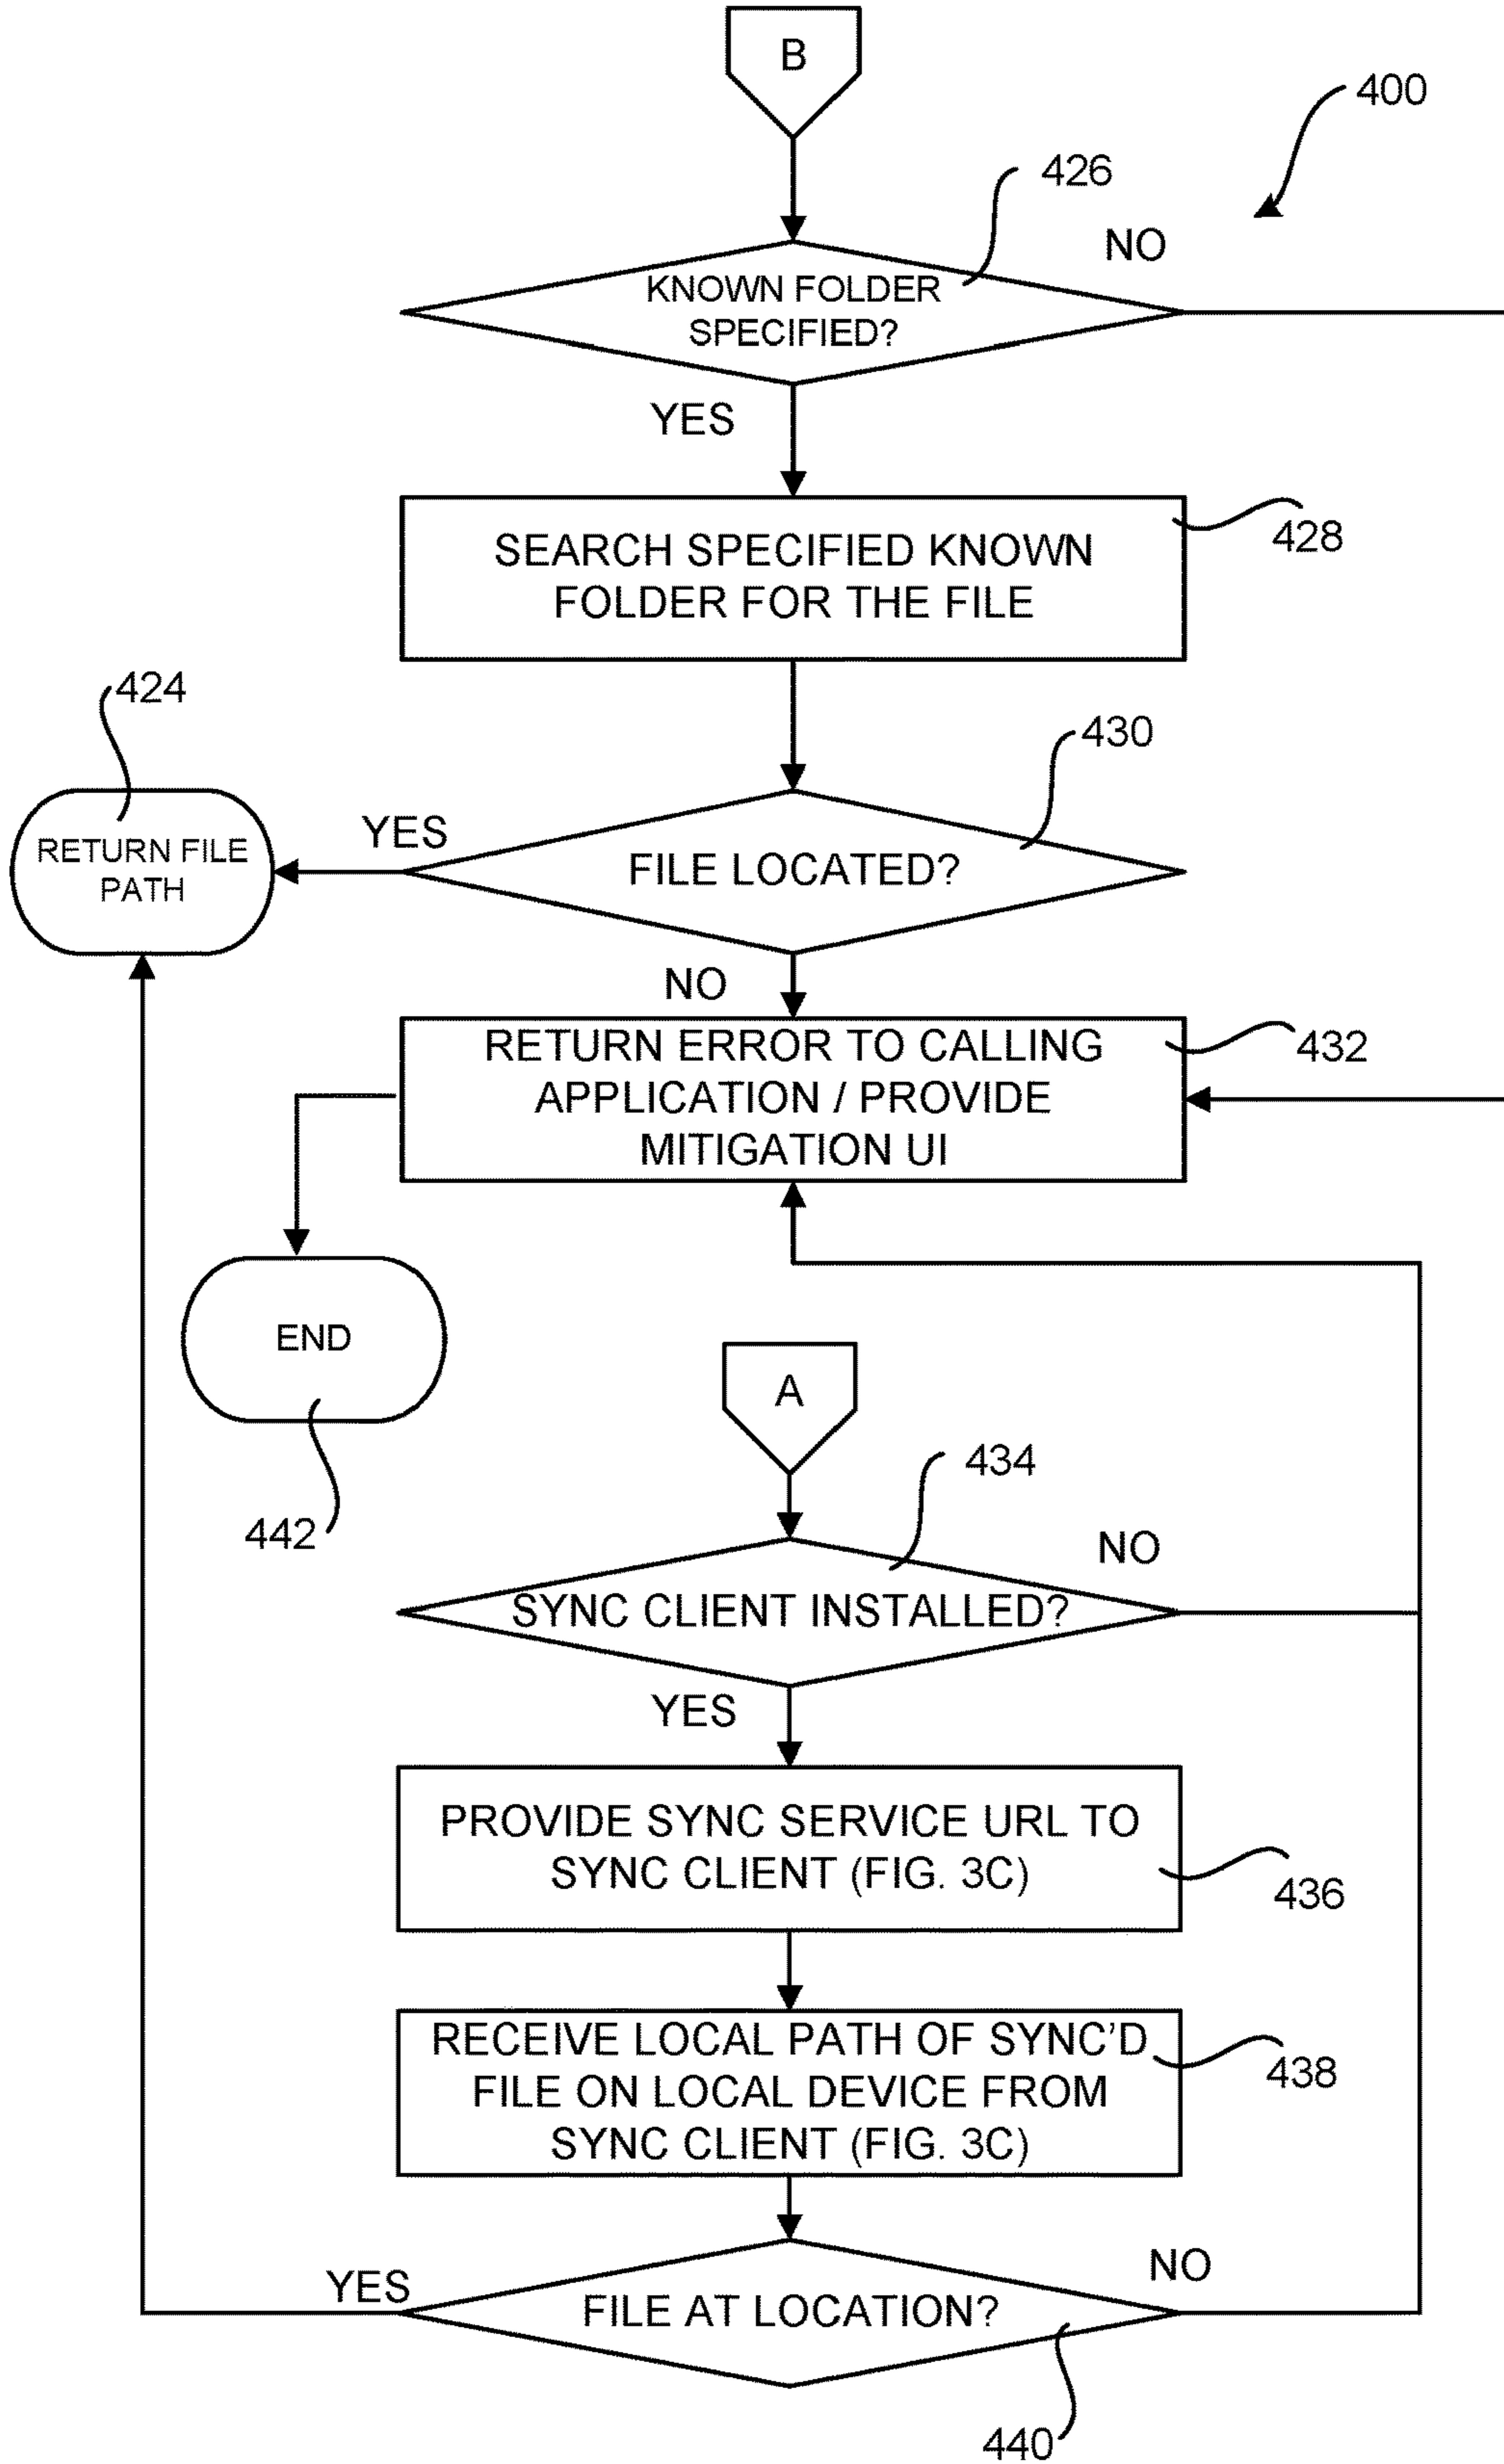 B
400
426
NO
KNOWN FOLDER
SPECIFIED?
YES
SEARCH SPECIFIED KNOWN
FOLDER FOR THE FILE
428
424
430
RETURN FILE
PATH
YES
FILE LOCATED?
NO
RETURN ERROR TO CALLING
APPLICATION / PROVIDE
MITIGATION UI
432
END
442
A
434
NO
SYNC CLIENT INSTALLED?
YES
PROVIDE SYNC SERVICE URL TO
SYNC CLIENT (FIG. 3C)
436
RECEIVE LOCAL PATH OF SYNC'D
FILE ON LOCAL DEVICE FROM
SYNC CLIENT (FIG. 3C)
438
YES
NO
FILE AT LOCATION?
440